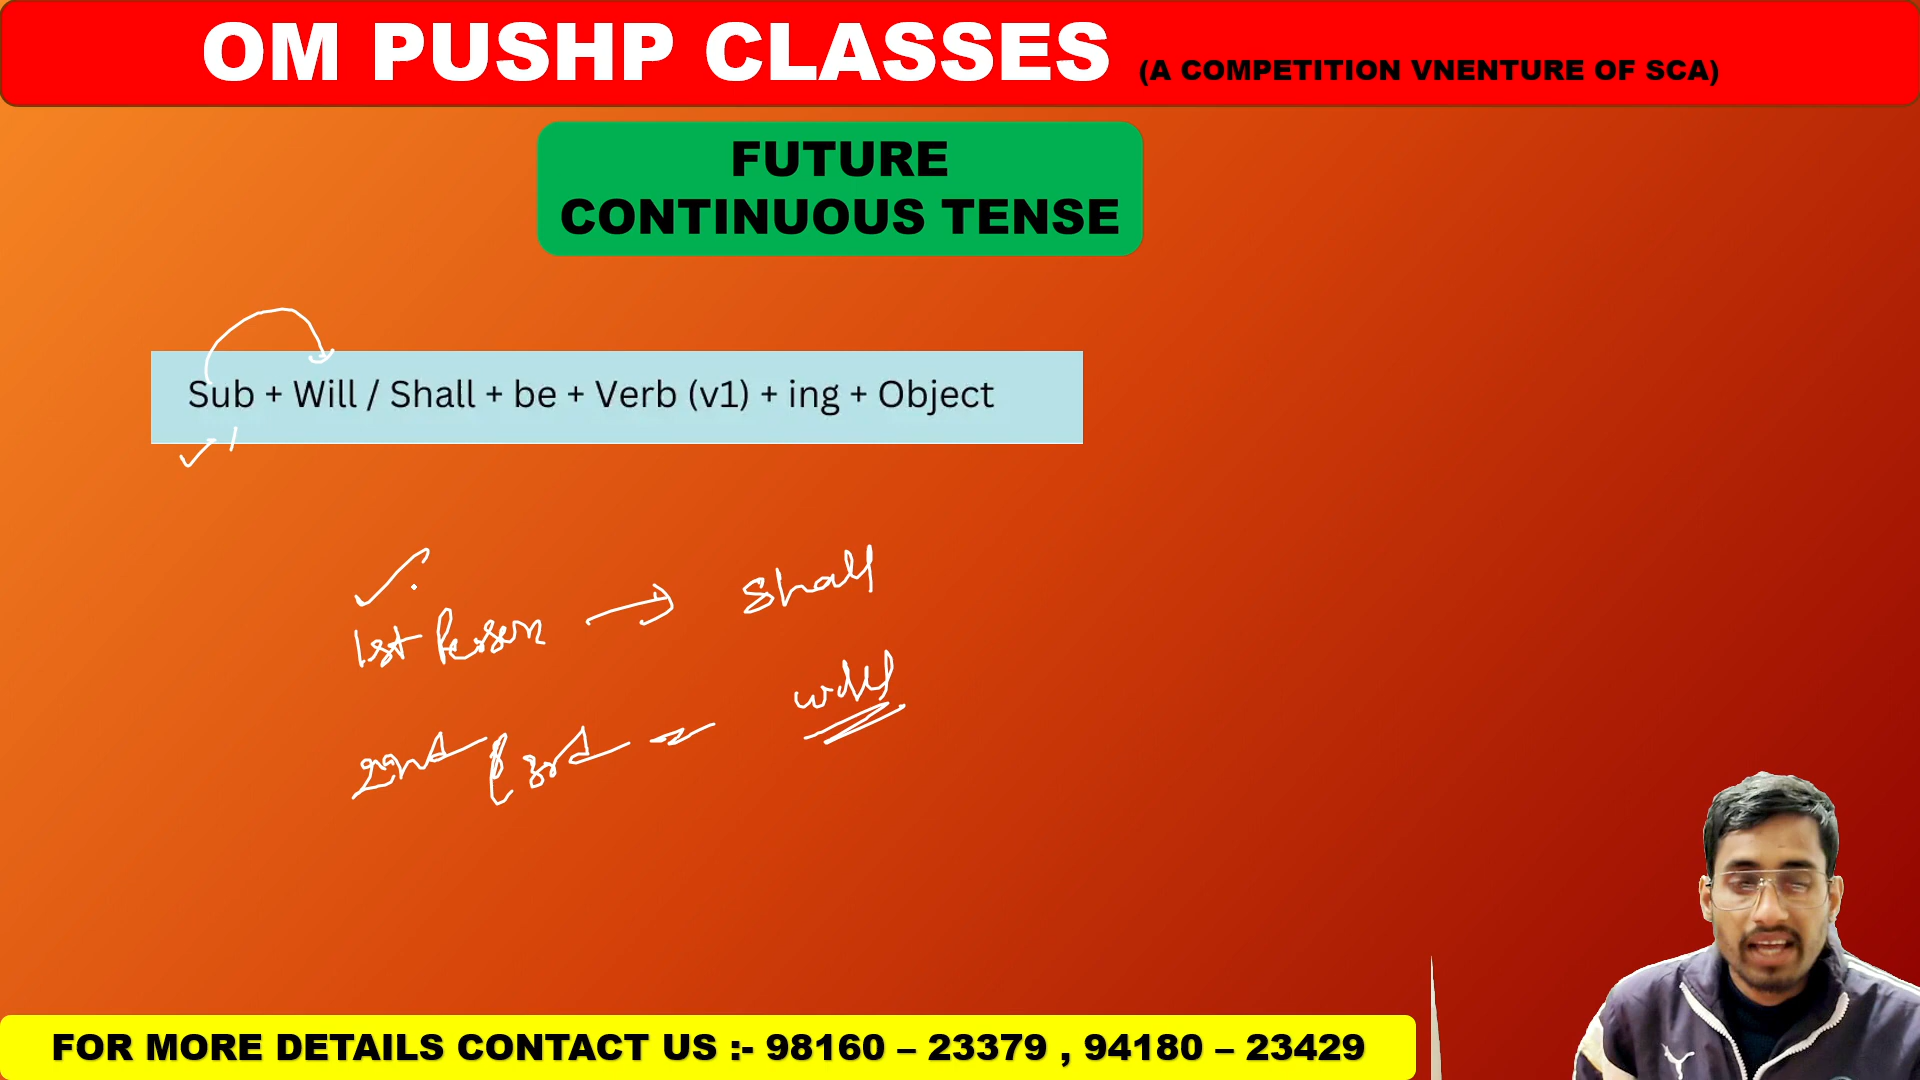 OM PUSHP CLASSES (A COMPETITION VNENTURE OF SCA)
FUTURE
CONTINUOUS TENSE
Sub + Will / Shall + be + Verb (v1) + ing + Object
1st Person → Shall
2nd & 3rd - will
FOR MORE DETAILS CONTACT US :- 98160 – 23379 , 94180 – 23429